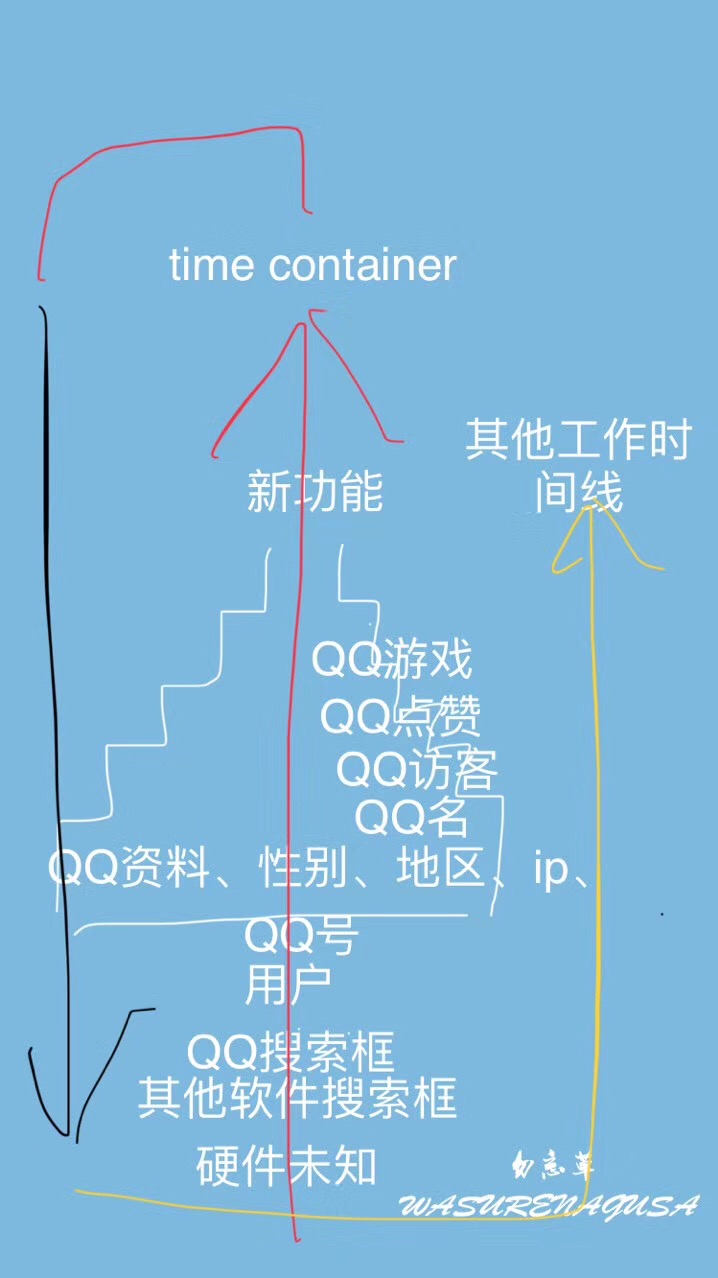 time container
其他工作时
间线
新功能
QQ游戏
QQ点赞
QQ访客
QQ名
QQ资料、性别、地区、ip、
QQ号
用户
QQ搜索框
其他软件搜索框
硬件未知
勿忘草
WASURENAGUSA